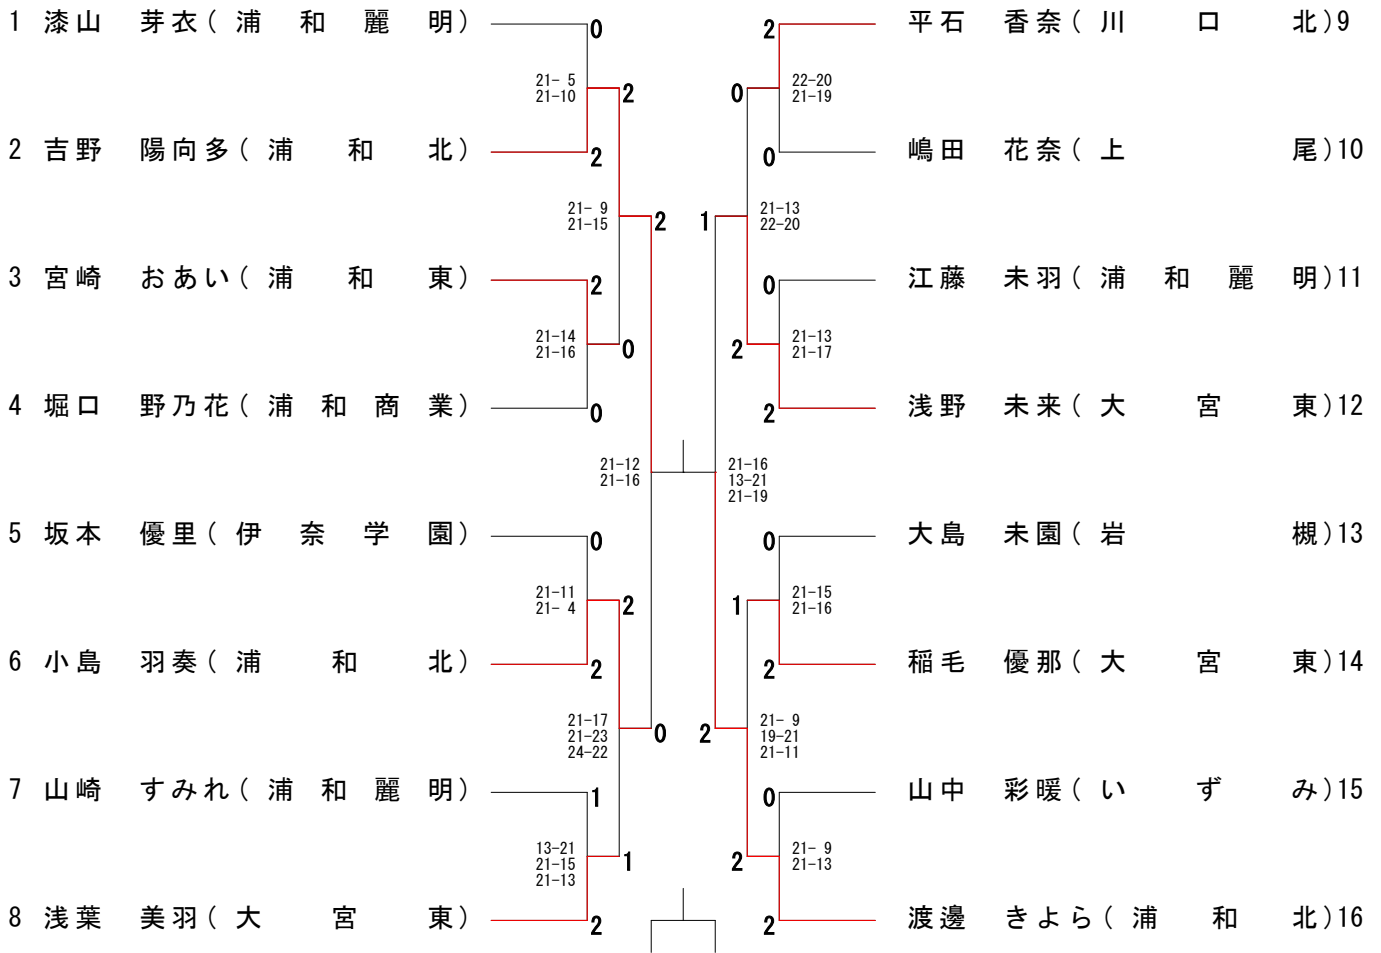 1 漆山 芽衣(浦和麗明) 0 2 平石 香奈(川口北)9
21- 5 22-20
21-10 2 0 21-19
2 吉野 陽向多(浦和北) 2 0 嶋田 花奈(上尾)10
21- 9 2 1 21-13
21-15 22-20
3 宮崎 おあい(浦和東) 2 0 江藤 未羽(浦和麗明)11
21-14 21-13
21-16 0 2 21-17
4 堀口 野乃花(浦和商業) 0 2 浅野 未来(大宮東)12
21-12 21-16
21-16 13-21
21-19
5 坂本 優里(伊奈学園) 0 0 大島 未園(岩槻)13
21-11 2 1 21-15
21- 4 21-16
6 小島 羽奏(浦和北) 2 2 稲毛 優那(大宮東)14
21-17 21- 9
21-23 0 2 19-21
24-22 21-11
7 山崎 すみれ(浦和麗明) 1 0 山中 彩暖(いずみ)15
13-21 21- 9
21-15 1 2 21-13
21-13
8 浅葉 美羽(大宮東) 2 2 渡邊 きよら(浦和北)16